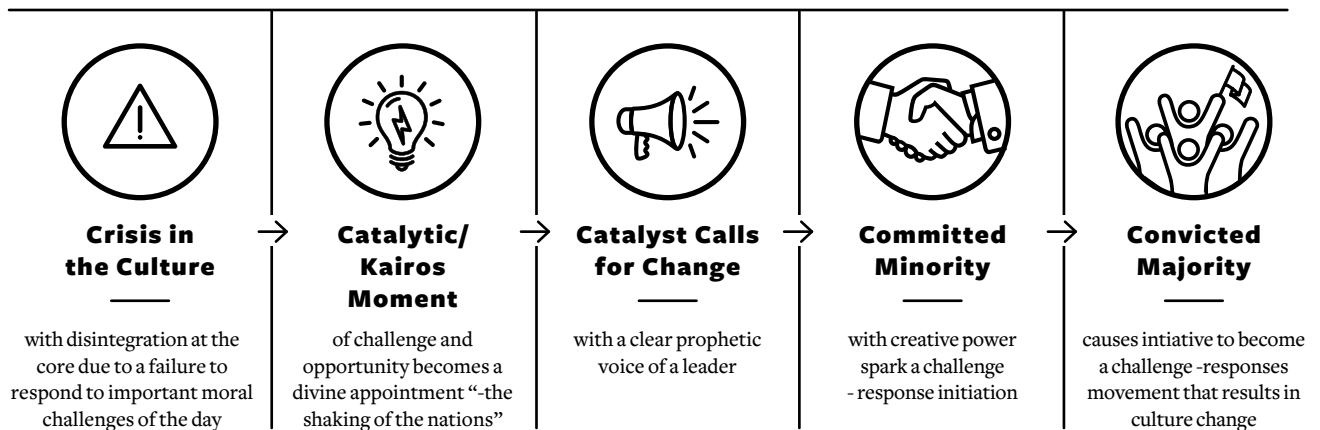 Crisis in
the Culture
with disintegration at the
core due to a failure to
respond to important moral
challenges of the day
Catalytic/
Kairos
Moment
of challenge and
opportunity becomes a
divine appointment “-the
shaking of the nations”
Catalyst Calls
for Change
with a clear prophetic
voice of a leader
Committed
Minority
with creative power
spark a challenge
- response initiation
Convicted
Majority
causes intiative to become
a challenge -responses
movement that results in
culture change